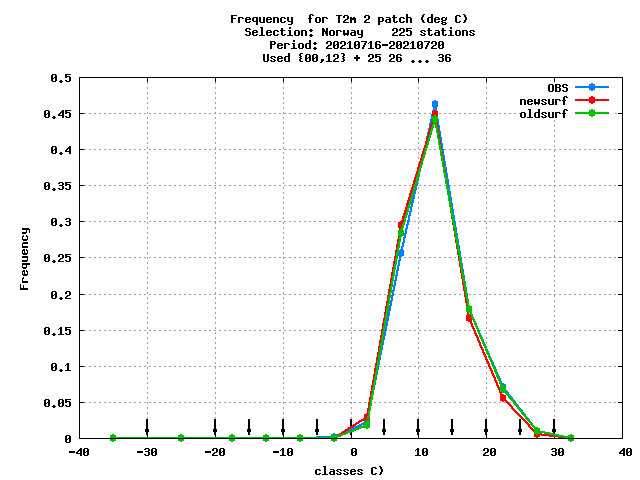 Frequency  for T2m 2 patch (deg C)
Selection: Norway    225 stations
Period: 20210716-20210720
Used {00,12} + 25 26 ... 36
OBS
newsurf
oldsurf
0.5
0.45
0.4
0.35
0.3
0.25
0.2
0.15
0.1
0.05
0
Frequency
-40 -30 -20 -10 0 10 20 30 40
classes C)